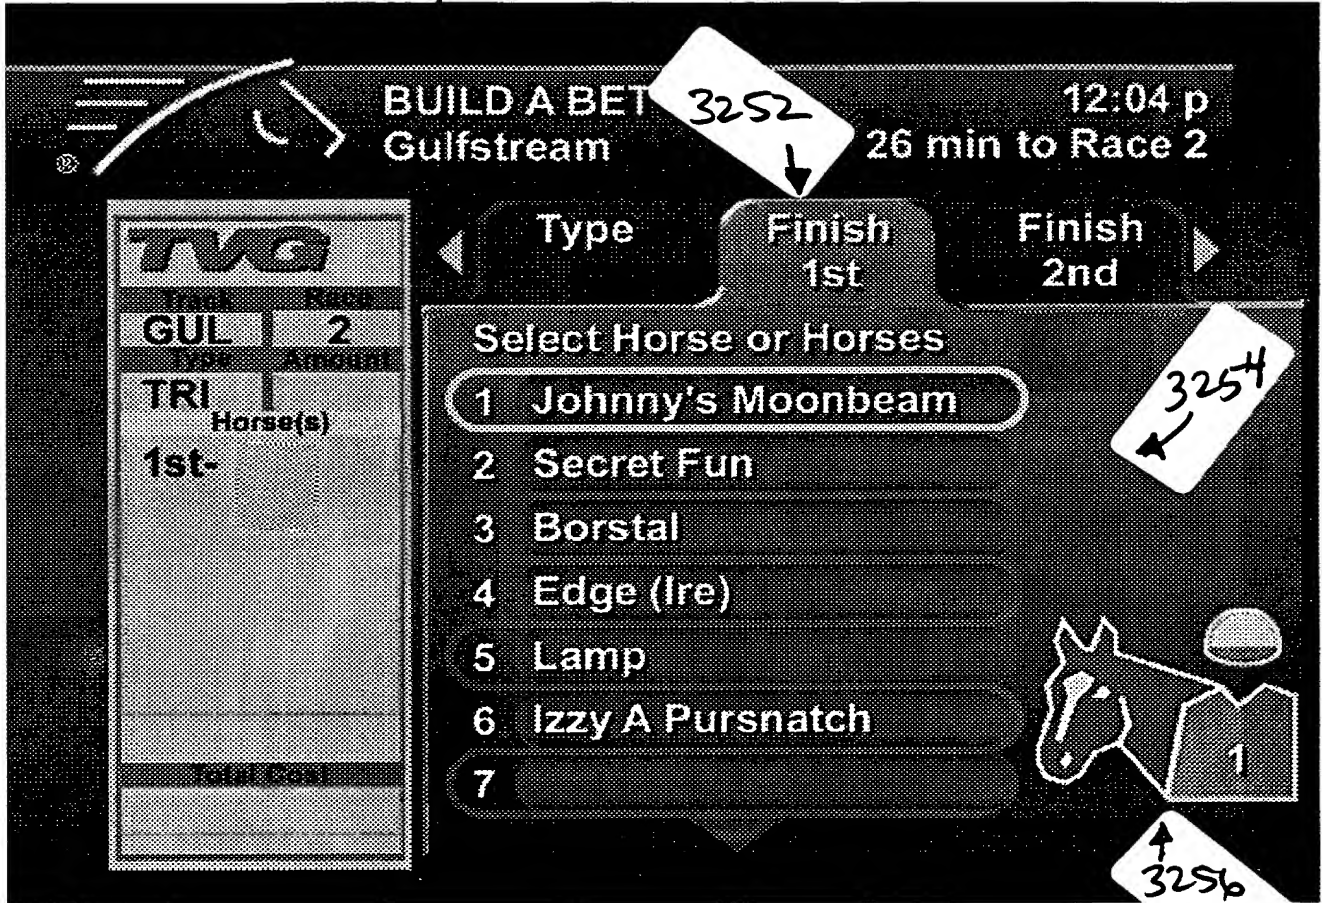 BUILD A BET
Gulfstream
3252
12:04 p
26 min to Race 2
TVG
Track Race
GUL 2
Type Amount
TRI
Horse(s)
1st-
Total Cost
Type
Finish
1st
Finish
2nd
Select Horse or Horses
1 Johnny's Moonbeam
2 Secret Fun
3 Borstal
4 Edge (Ire)
5 Lamp
6 Izzy A Pursnatch
7
3254
1
3256